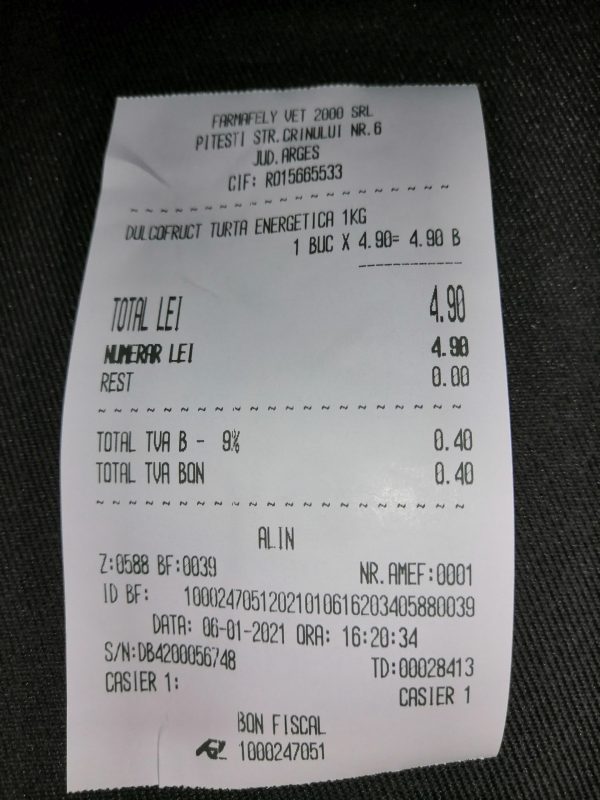 FARMAFELY VET 2000 SRL
PITESTI STR.CRINULUI NR.6
JUD.ARGES
CIF: RO15665533
DULCOFRUCT TURTA ENERGETICA 1KG
1 BUC X 4.90= 4.90 B
TOTAL LEI 4.90
NUMERAR LEI 4.90
REST 0.00
TOTAL TVA B - 9% 0.40
TOTAL TVA BON 0.40
ALIN
Z:0588 BF:0039 NR.AMEF:0001
ID BF: 1000247051202101061620340588​0039
DATA: 06-01-2021 ORA: 16:20:34
S/N:DB4200056748 TD:00028413
CASIER 1: CASIER 1
BON FISCAL
1000247051